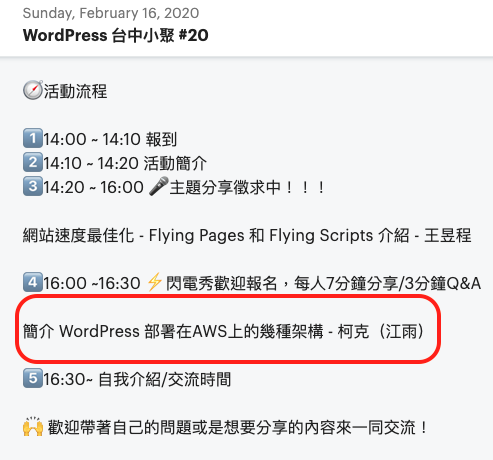 Sunday, February 16, 2020
WordPress 台中小聚 #20
🧭活動流程
1️⃣14:00 ~ 14:10 報到
2️⃣14:10 ~ 14:20 活動簡介
3️⃣14:20 ~ 16:00 🎤主題分享徵求中！！！
網站速度最佳化 - Flying Pages 和 Flying Scripts 介紹 - 王昱程
4️⃣16:00 ~16:30 ⚡閃電秀歡迎報名，每人7分鐘分享/3分鐘Q&A
簡介 WordPress 部署在AWS上的幾種架構 - 柯克（江雨）
5️⃣16:30~ 自我介紹/交流時間
🙌 歡迎帶著自己的問題或是想要分享的內容來一同交流！